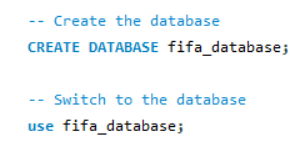 -- Create the database
CREATE DATABASE fifa_database;
-- Switch to the database
use fifa_database;